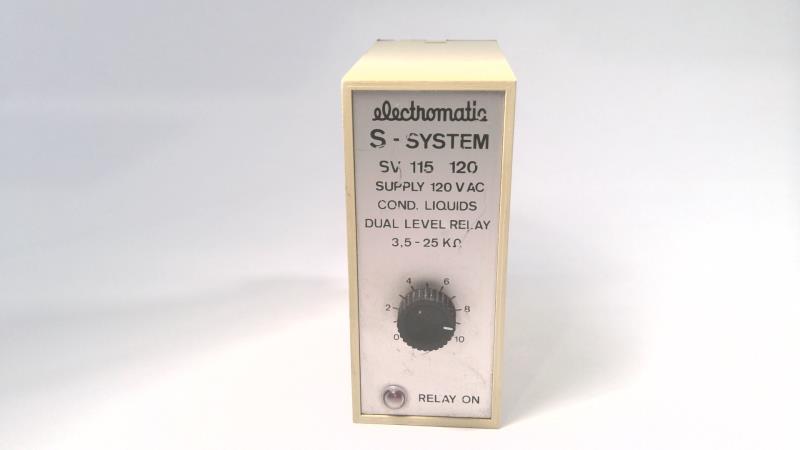 electromatic
S - SYSTEM
SV 115 120
SUPPLY 120 V AC
COND. LIQUIDS
DUAL LEVEL RELAY
3,5 - 25 KΩ
4 6
2 8
0 10
RELAY ON